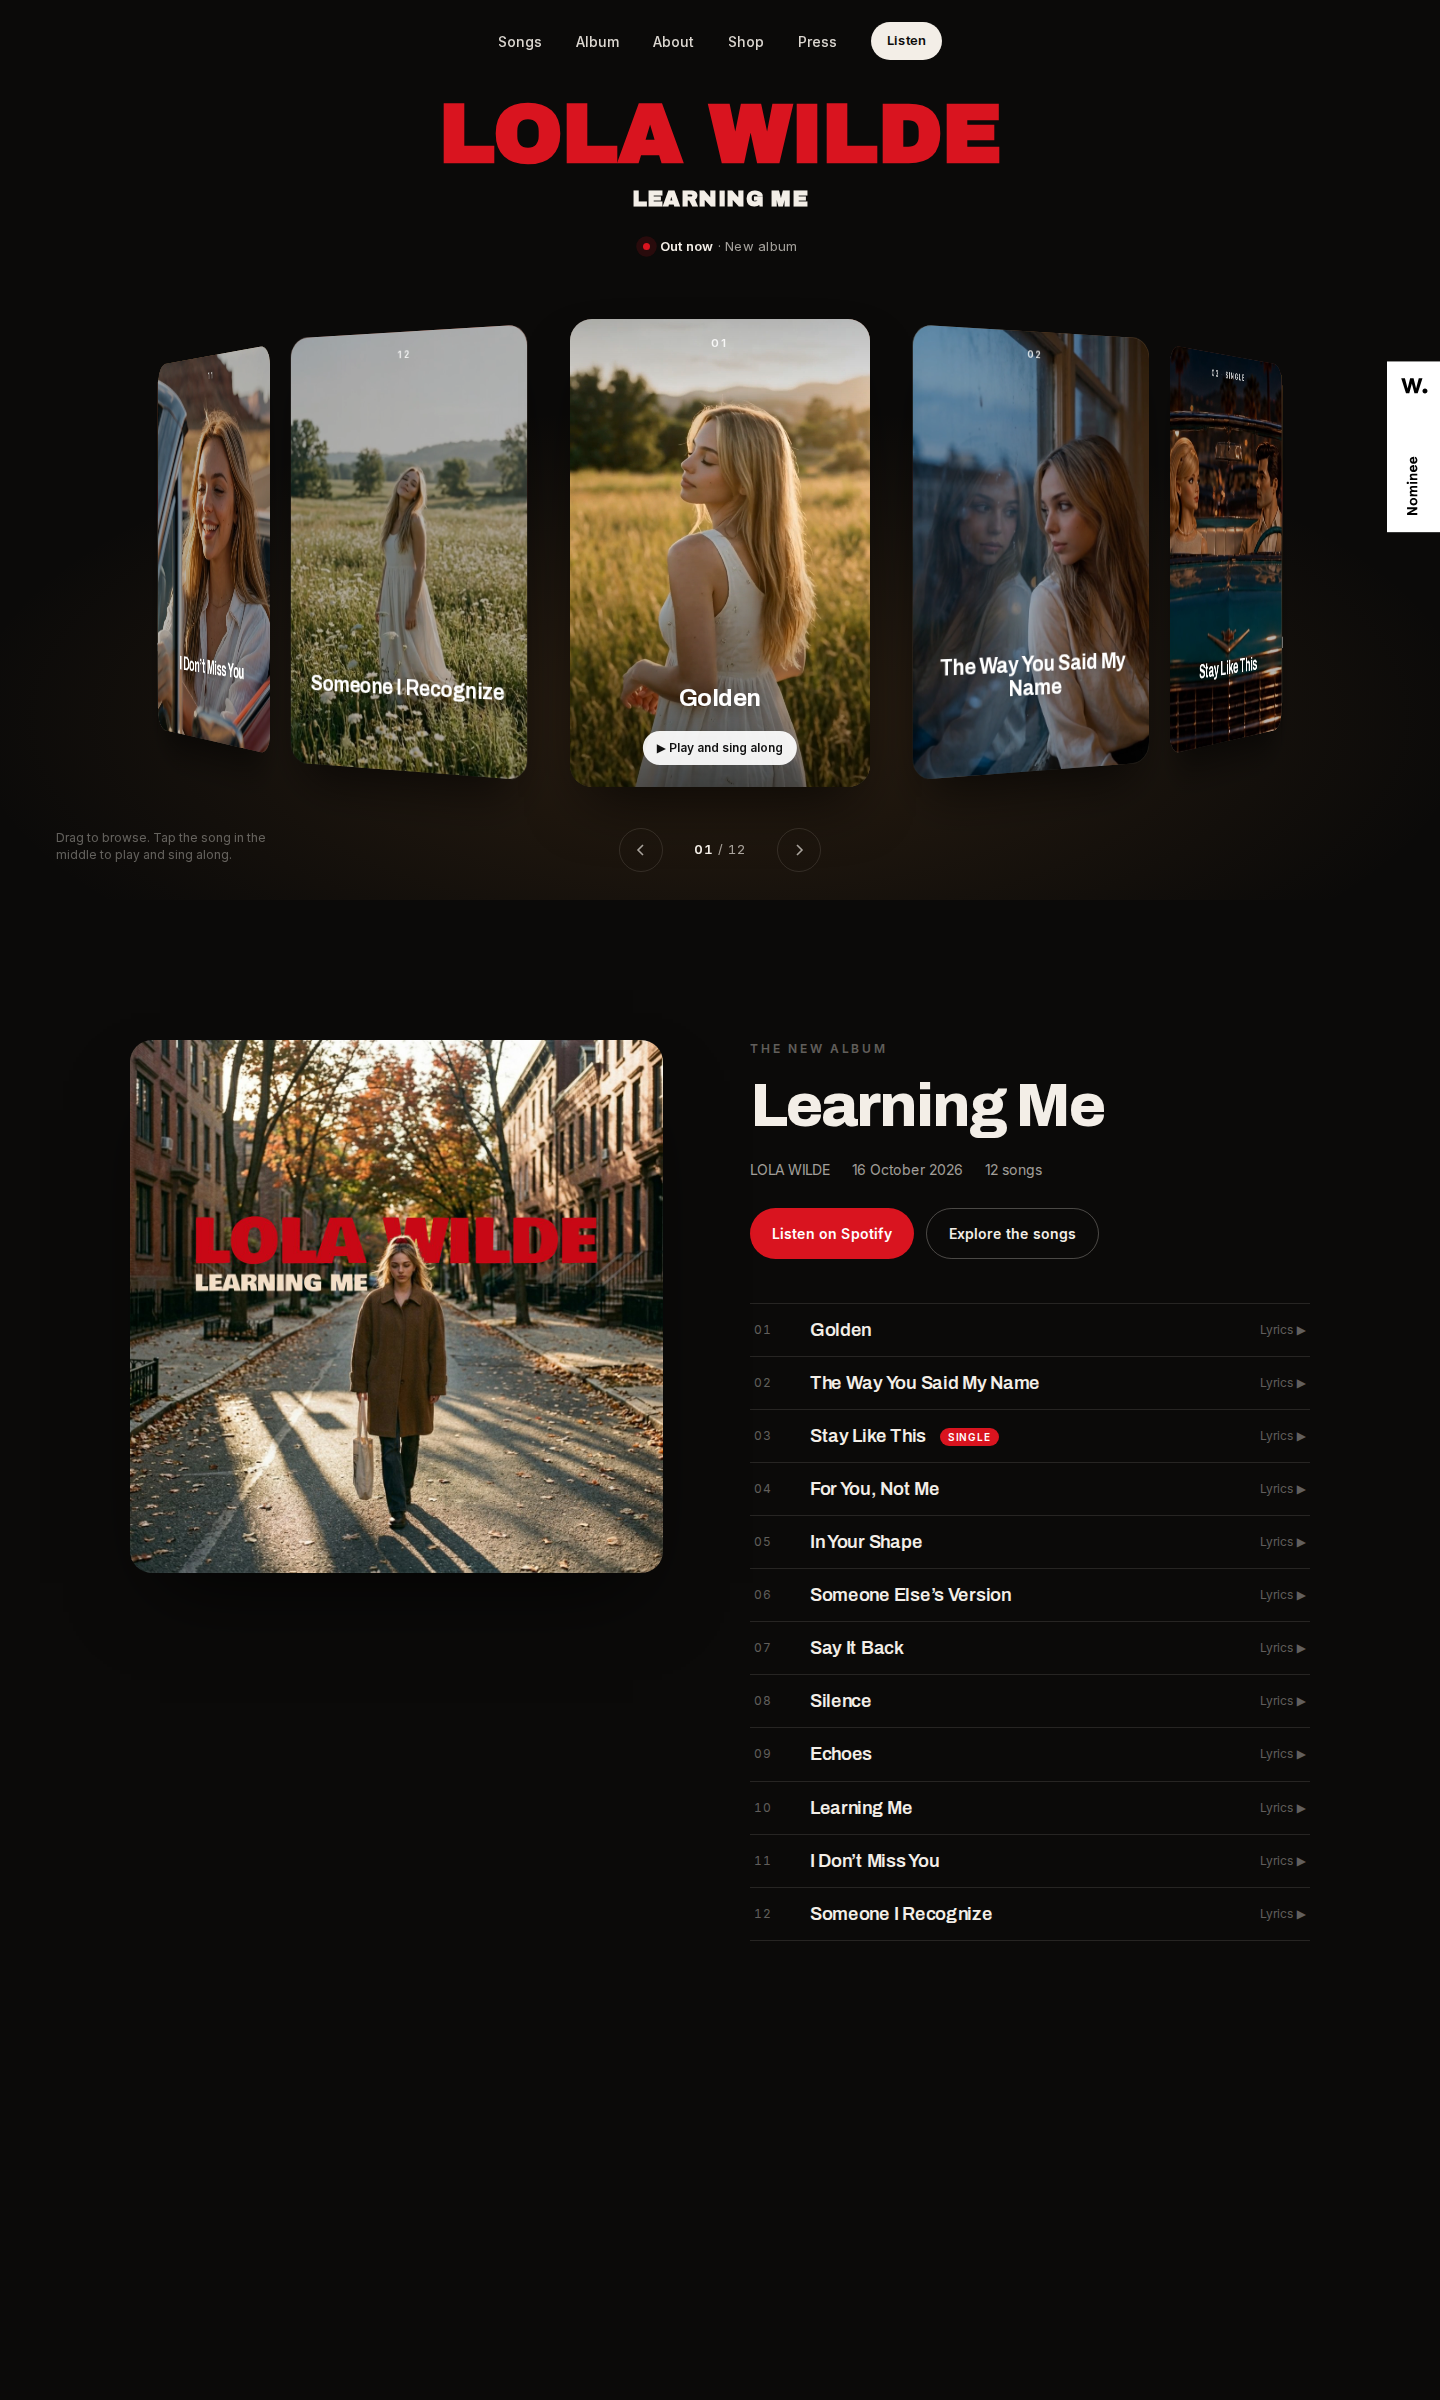 Songs Album About Shop Press Listen
LOLA WILDE
LEARNING ME
Out now · New album
11
I Don't Miss You
12
Someone I Recognize
01
Golden
▶ Play and sing along
02
The Way You Said My
Name
03 SINGLE
Stay Like This
W.
Nominee
Drag to browse. Tap the song in the
middle to play and sing along.
01 / 12
LOLA WILDE
LEARNING ME
THE NEW ALBUM
Learning Me
LOLA WILDE 16 October 2026 12 songs
Listen on Spotify Explore the songs
01 Golden Lyrics ▶
02 The Way You Said My Name Lyrics ▶
03 Stay Like This SINGLE Lyrics ▶
04 For You, Not Me Lyrics ▶
05 In Your Shape Lyrics ▶
06 Someone Else’s Version Lyrics ▶
07 Say It Back Lyrics ▶
08 Silence Lyrics ▶
09 Echoes Lyrics ▶
10 Learning Me Lyrics ▶
11 I Don’t Miss You Lyrics ▶
12 Someone I Recognize Lyrics ▶